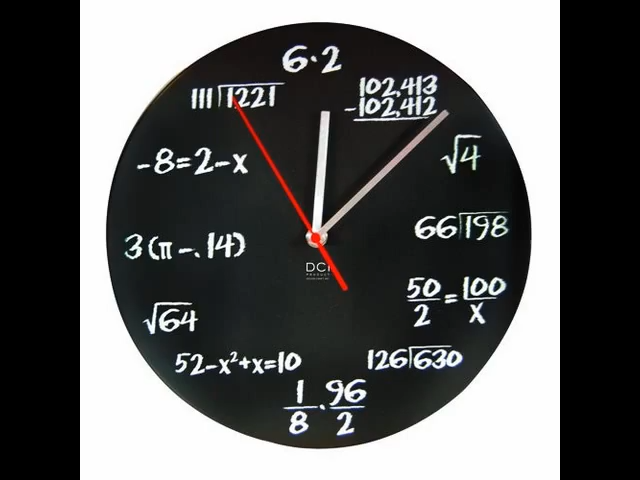 6·2
102,413
-102,412
√4
66⟌198
50/2 = 100/x
126⟌630
1/8 · 96/2
52-x²+x=10
√64
3(π-.14)
-8=2-x
111⟌1221
DCI
PRODUCT